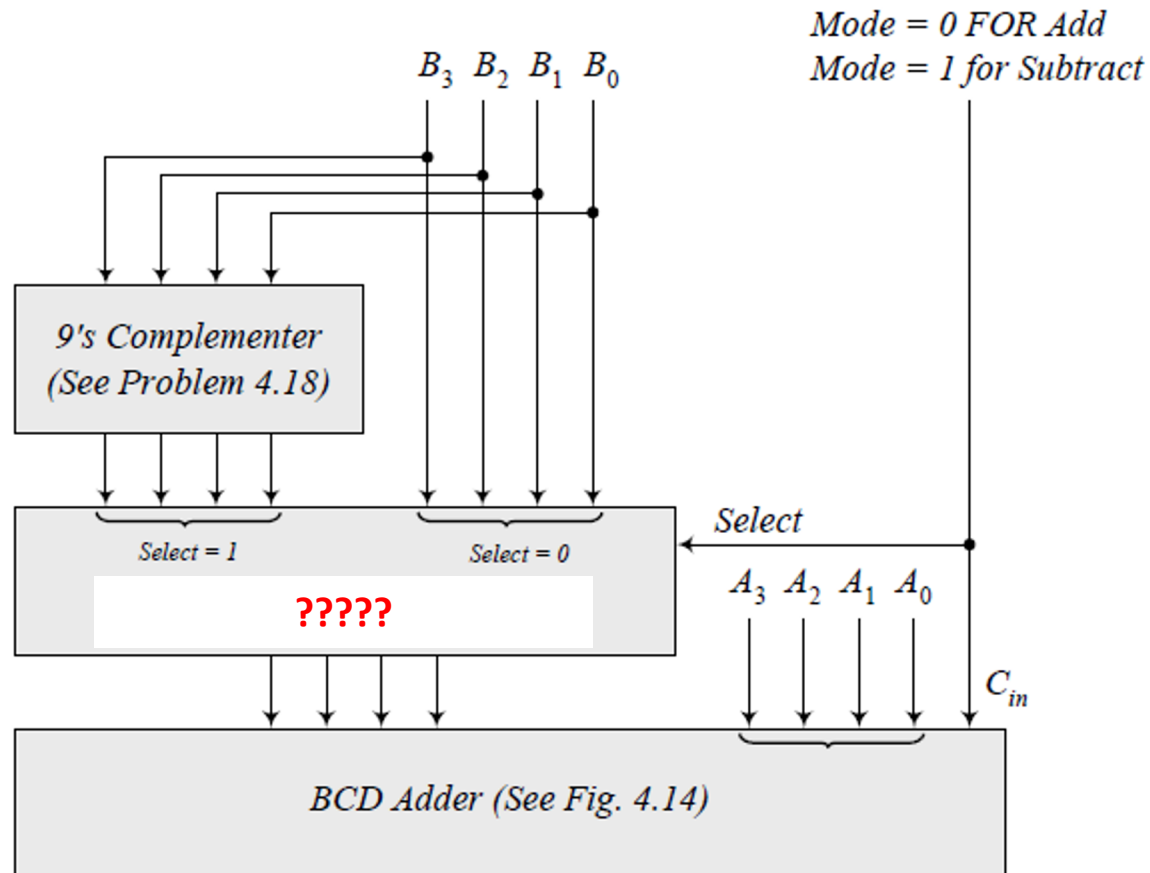 Mode = 0 FOR Add
Mode = 1 for Subtract
B3 B2 B1 B0
9's Complementer
(See Problem 4.18)
Select
Select = 1
Select = 0
A3 A2 A1 A0
?????
Cin
BCD Adder (See Fig. 4.14)